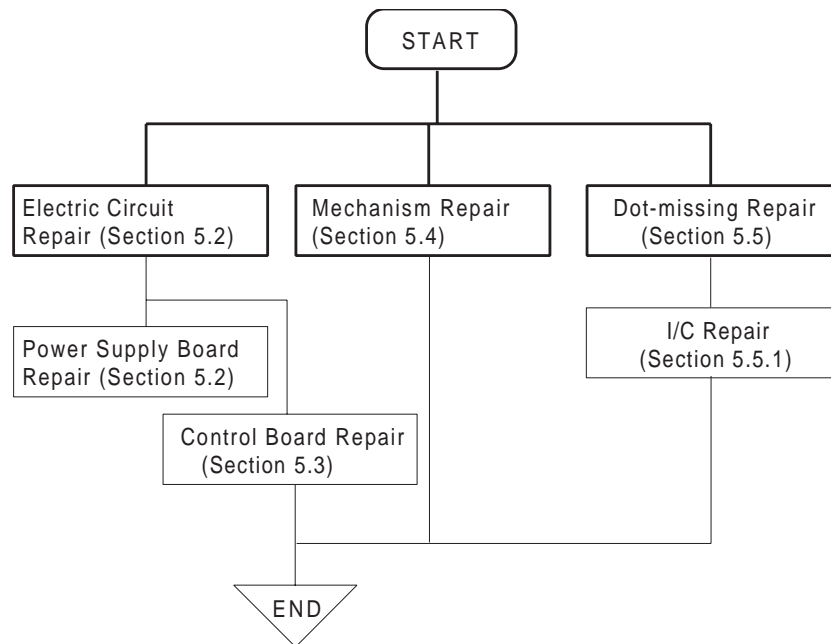 START
Electric Circuit
Repair (Section 5.2)
Mechanism Repair
(Section 5.4)
Dot-missing Repair
(Section 5.5)
Power Supply Board
Repair (Section 5.2)
I/C Repair
(Section 5.5.1)
Control Board Repair
(Section 5.3)
END